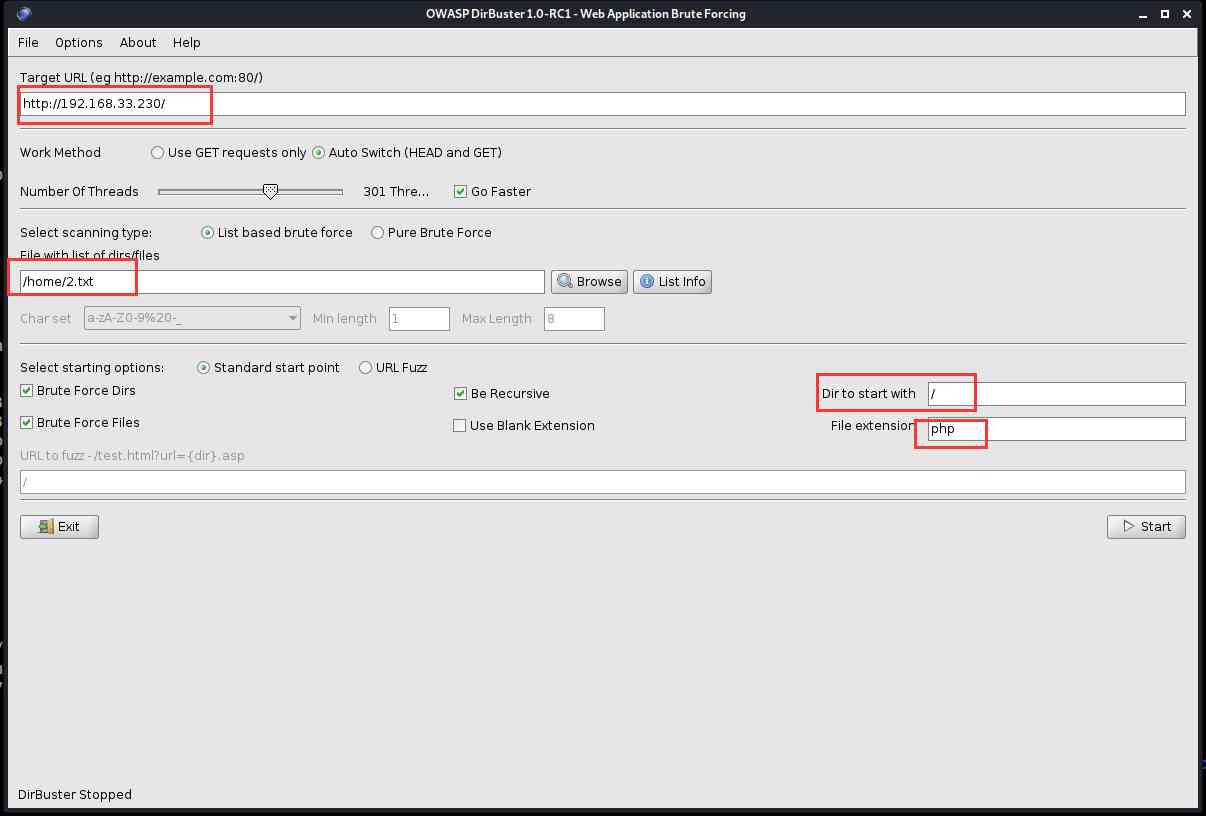 OWASP DirBuster 1.0-RC1 - Web Application Brute Forcing
File Options About Help
Target URL (eg http://example.com:80/)
http://192.168.33.230/
Work Method Use GET requests only Auto Switch (HEAD and GET)
Number Of Threads 301 Thre... Go Faster
Select scanning type: List based brute force Pure Brute Force
File with list of dirs/files
/home/2.txt Browse List Info
Char set a-zA-Z0-9%20-_ Min length 1 Max Length 8
Select starting options: Standard start point URL Fuzz
Brute Force Dirs Be Recursive Dir to start with /
Brute Force Files Use Blank Extension File extension php
URL to fuzz - /test.html?url={dir}.asp
/
Exit Start
DirBuster Stopped